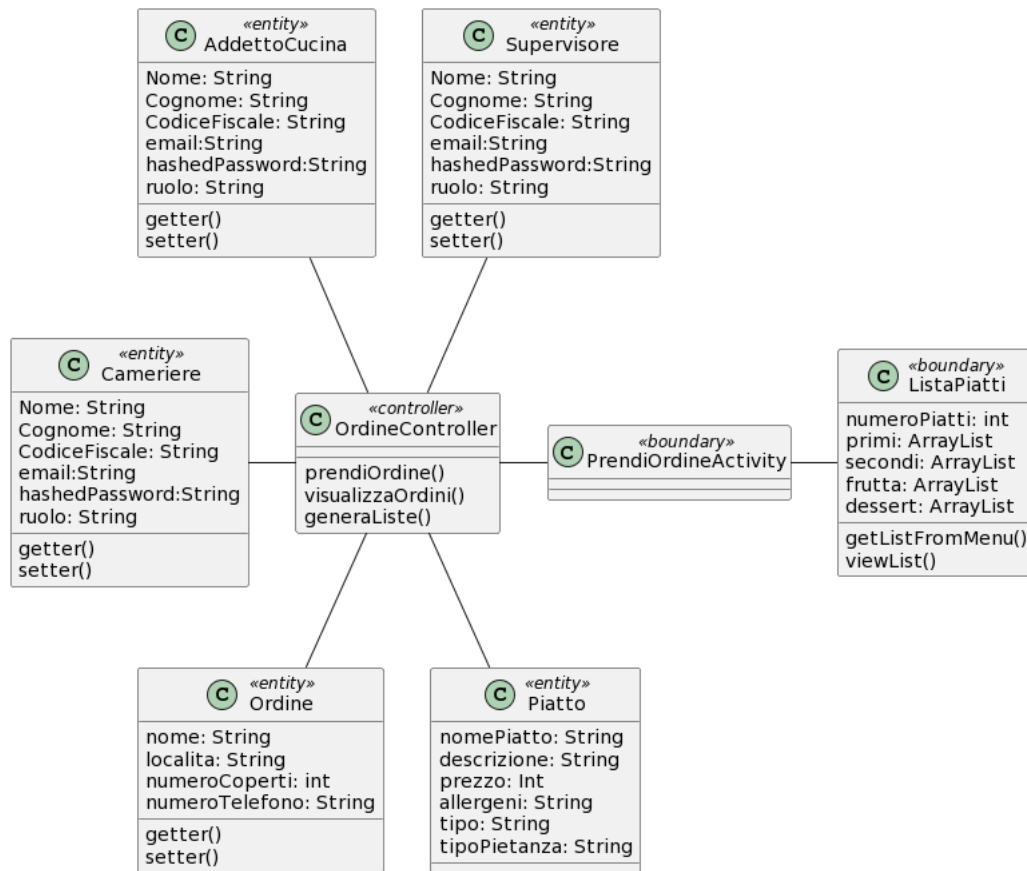 «entity»
AddettoCucina
Nome: String
Cognome: String
CodiceFiscale: String
email:String
hashedPassword:String
ruolo: String
getter()
setter()
«entity»
Supervisore
Nome: String
Cognome: String
CodiceFiscale: String
email:String
hashedPassword:String
ruolo: String
getter()
setter()
«entity»
Cameriere
Nome: String
Cognome: String
CodiceFiscale: String
email:String
hashedPassword:String
ruolo: String
getter()
setter()
«controller»
OrdineController
prendiOrdine()
visualizzaOrdini()
generaListe()
«boundary»
PrendiOrdineActivity
«boundary»
ListaPiatti
numeroPiatti: int
primi: ArrayList
secondi: ArrayList
frutta: ArrayList
dessert: ArrayList
getListFromMenu()
viewList()
«entity»
Ordine
nome: String
localita: String
numeroCoperti: int
numeroTelefono: String
getter()
setter()
«entity»
Piatto
nomePiatto: String
descrizione: String
prezzo: Int
allergeni: String
tipo: String
tipoPietanza: String
C
C
C
C
C
C
C
C